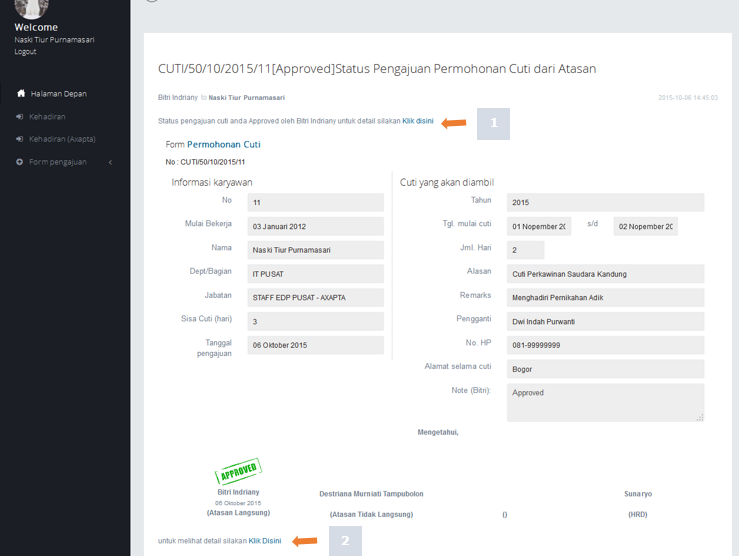 Welcome
Naski Tiur Purnamasari
Logout
Halaman Depan
Kehadiran
Kehadiran (Axapta)
Form pengajuan
CUTI/50/10/2015/11[Approved]Status Pengajuan Permohonan Cuti dari Atasan
Bitri Indriany to Naski Tiur Purnamasari 2015-10-06 14:45:03
Status pengajuan cuti anda Approved oleh Bitri Indriany untuk detail silakan Klik disini 1
Form Permohonan Cuti
No : CUTI/50/10/2015/11
Informasi karyawan
No 11
Mulai Bekerja 03 Januari 2012
Nama Naski Tiur Purnamasari
Dept/Bagian IT PUSAT
Jabatan STAFF EDP PUSAT - AXAPTA
Sisa Cuti (hari) 3
Tanggal pengajuan 06 Oktober 2015
Cuti yang akan diambil
Tahun 2015
Tgl. mulai cuti 01 Nopember 20 s/d 02 Nopember 20
Jml. Hari 2
Alasan Cuti Perkawinan Saudara Kandung
Remarks Menghadiri Pernikahan Adik
Pengganti Dwi Indah Purwanti
No. HP 081-99999999
Alamat selama cuti Bogor
Note (Bitri): Approved
Mengetahui,
APPROVED
Bitri Indriany Destriana Murniati Tampubolon Sunaryo
06 Oktober 2015
(Atasan Langsung) (Atasan Tidak Langsung) () (HRD)
untuk melihat detail silakan Klik Disini 2